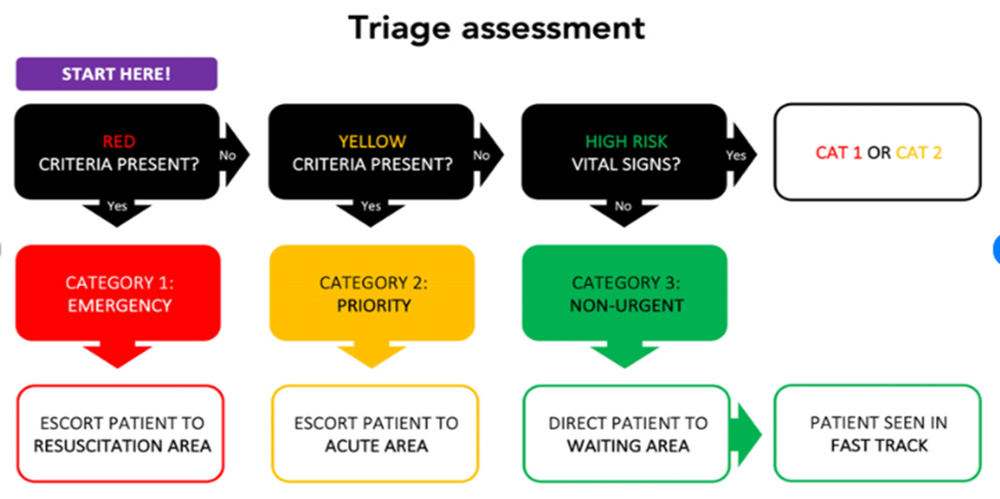 Triage assessment
START HERE!
RED
CRITERIA PRESENT?
No
YELLOW
CRITERIA PRESENT?
No
HIGH RISK
VITAL SIGNS?
Yes
CAT 1 OR CAT 2
Yes
Yes
No
CATEGORY 1:
EMERGENCY
CATEGORY 2:
PRIORITY
CATEGORY 3:
NON-URGENT
ESCORT PATIENT TO
RESUSCITATION AREA
ESCORT PATIENT TO
ACUTE AREA
DIRECT PATIENT TO
WAITING AREA
PATIENT SEEN IN
FAST TRACK